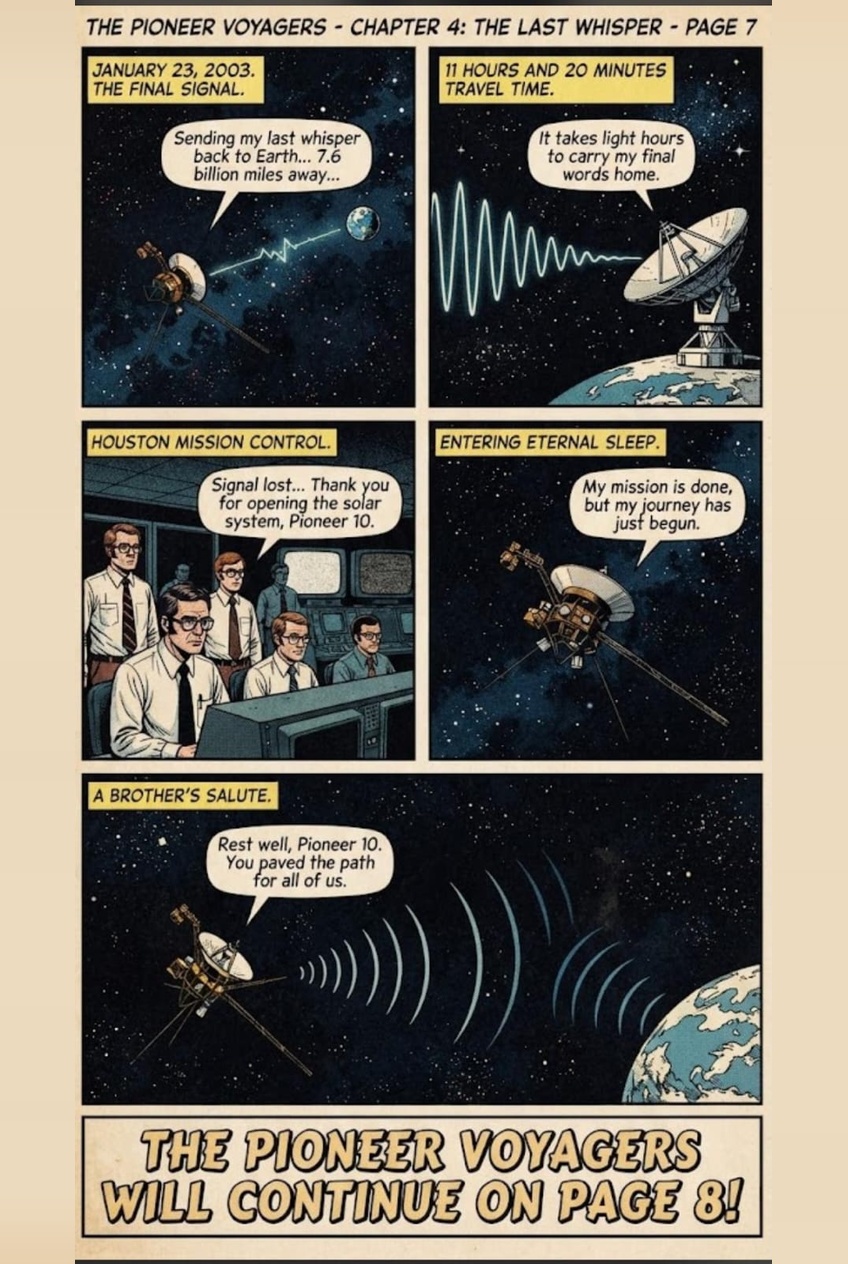 THE PIONEER VOYAGERS - CHAPTER 4: THE LAST WHISPER - PAGE 7
JANUARY 23, 2003.
THE FINAL SIGNAL.
Sending my last whisper
back to Earth... 7.6
billion miles away...
11 HOURS AND 20 MINUTES
TRAVEL TIME.
It takes light hours
to carry my final
words home.
HOUSTON MISSION CONTROL.
Signal lost... Thank you
for opening the solar
system, Pioneer 10.
ENTERING ETERNAL SLEEP.
My mission is done,
but my journey has
just begun.
A BROTHER'S SALUTE.
Rest well, Pioneer 10.
You paved the path
for all of us.
THE PIONEER VOYAGERS
WILL CONTINUE ON PAGE 8!